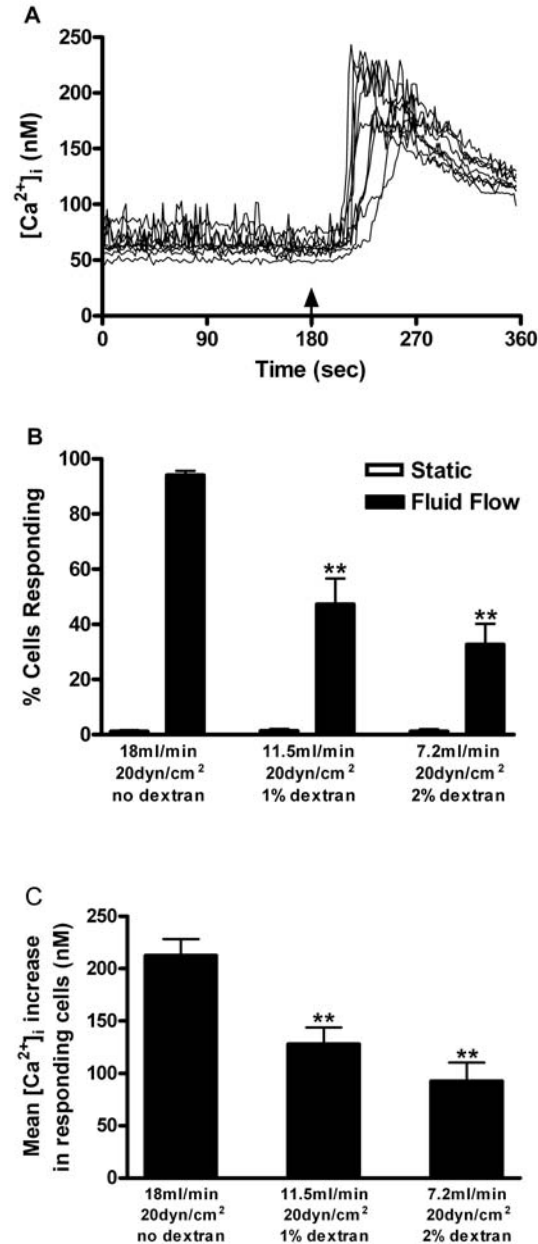 A
250
200
150
100
50
0
[Ca2+]i (nM)
0 90 180 270 360
Time (sec)
B
100
80
60
40
20
0
% Cells Responding
Static
Fluid Flow
**
**
18ml/min 11.5ml/min 7.2ml/min
20dyn/cm2 20dyn/cm2 20dyn/cm2
no dextran 1% dextran 2% dextran
C
250
200
150
100
50
0
Mean [Ca2+]i increase
in responding cells (nM)
**
**
18ml/min 11.5ml/min 7.2ml/min
20dyn/cm2 20dyn/cm2 20dyn/cm2
no dextran 1% dextran 2% dextran